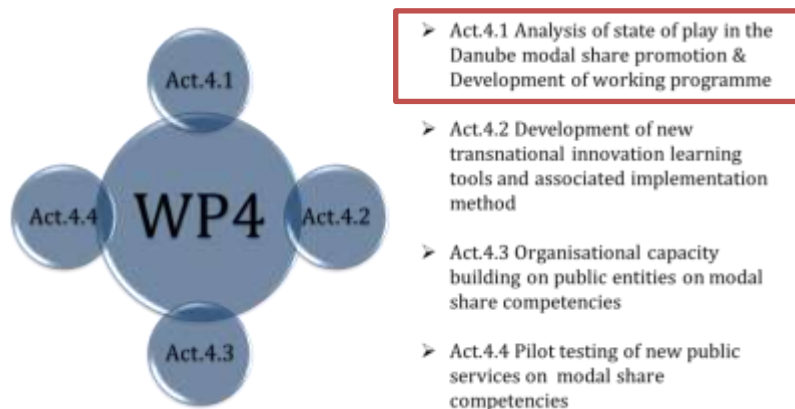 Act.4.1
Act.4.4
WP4
Act.4.2
Act.4.3
➢ Act.4.1 Analysis of state of play in the
Danube modal share promotion &
Development of working programme
➢ Act.4.2 Development of new
transnational innovation learning
tools and associated implementation
method
➢ Act.4.3 Organisational capacity
building on public entities on modal
share competencies
➢ Act.4.4 Pilot testing of new public
services on modal share
competencies